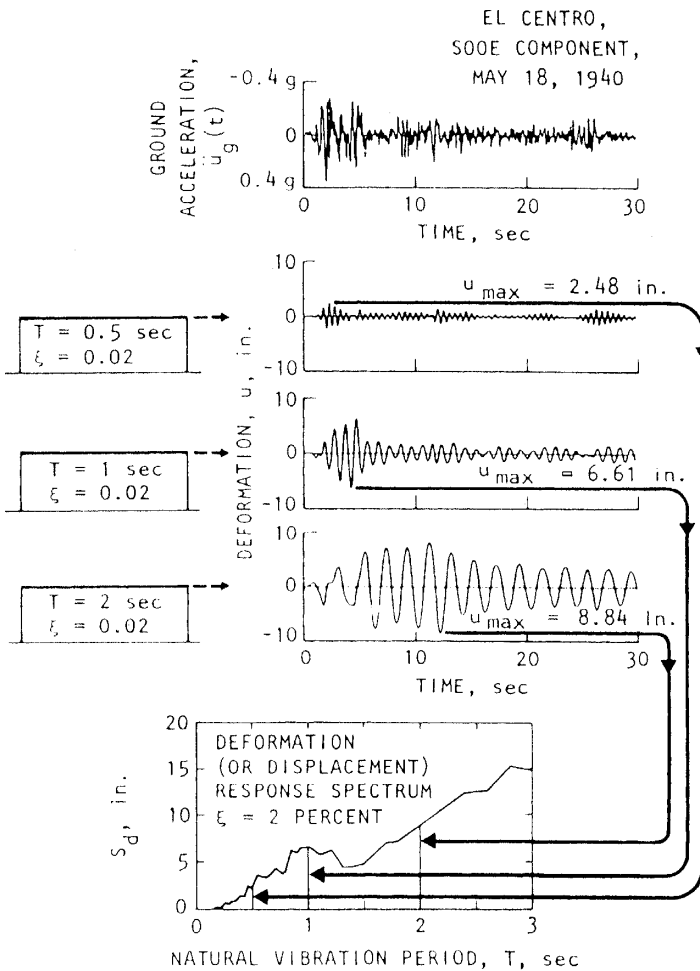 EL CENTRO,
SOOE COMPONENT,
MAY 18, 1940
GROUND
ACCELERATION,
ü_g(t)
-0.4g
0
0.4g
0 10 20 30
TIME, sec
T = 0.5 sec
ξ = 0.02
10
0
-10
u_max = 2.48 in.
DEFORMATION, u, in.
T = 1 sec
ξ = 0.02
10
0
-10
u_max = 6.61 in.
T = 2 sec
ξ = 0.02
10
0
-10
u_max = 8.84 In.
0 10 20 30
TIME, sec
DEFORMATION
(OR DISPLACEMENT)
RESPONSE SPECTRUM
ξ = 2 PERCENT
S_d, in.
20
15
10
5
0
0 1 2 3
NATURAL VIBRATION PERIOD, T, sec